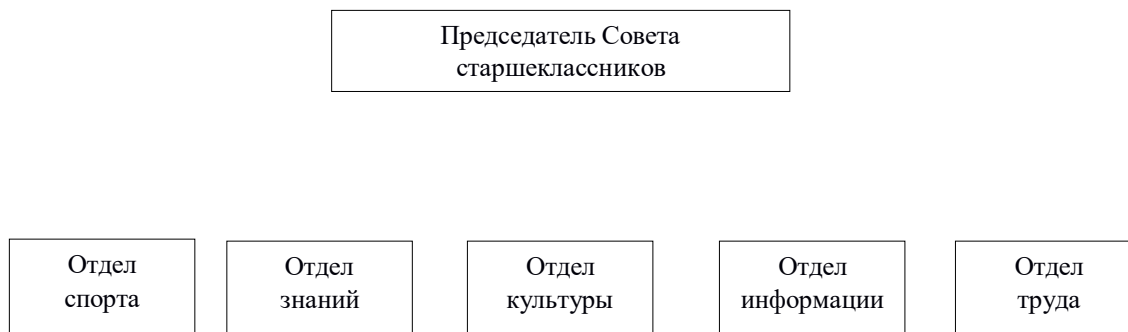 Председатель Совета
старшеклассников
Отдел
спорта
Отдел
знаний
Отдел
культуры
Отдел
информации
Отдел
труда